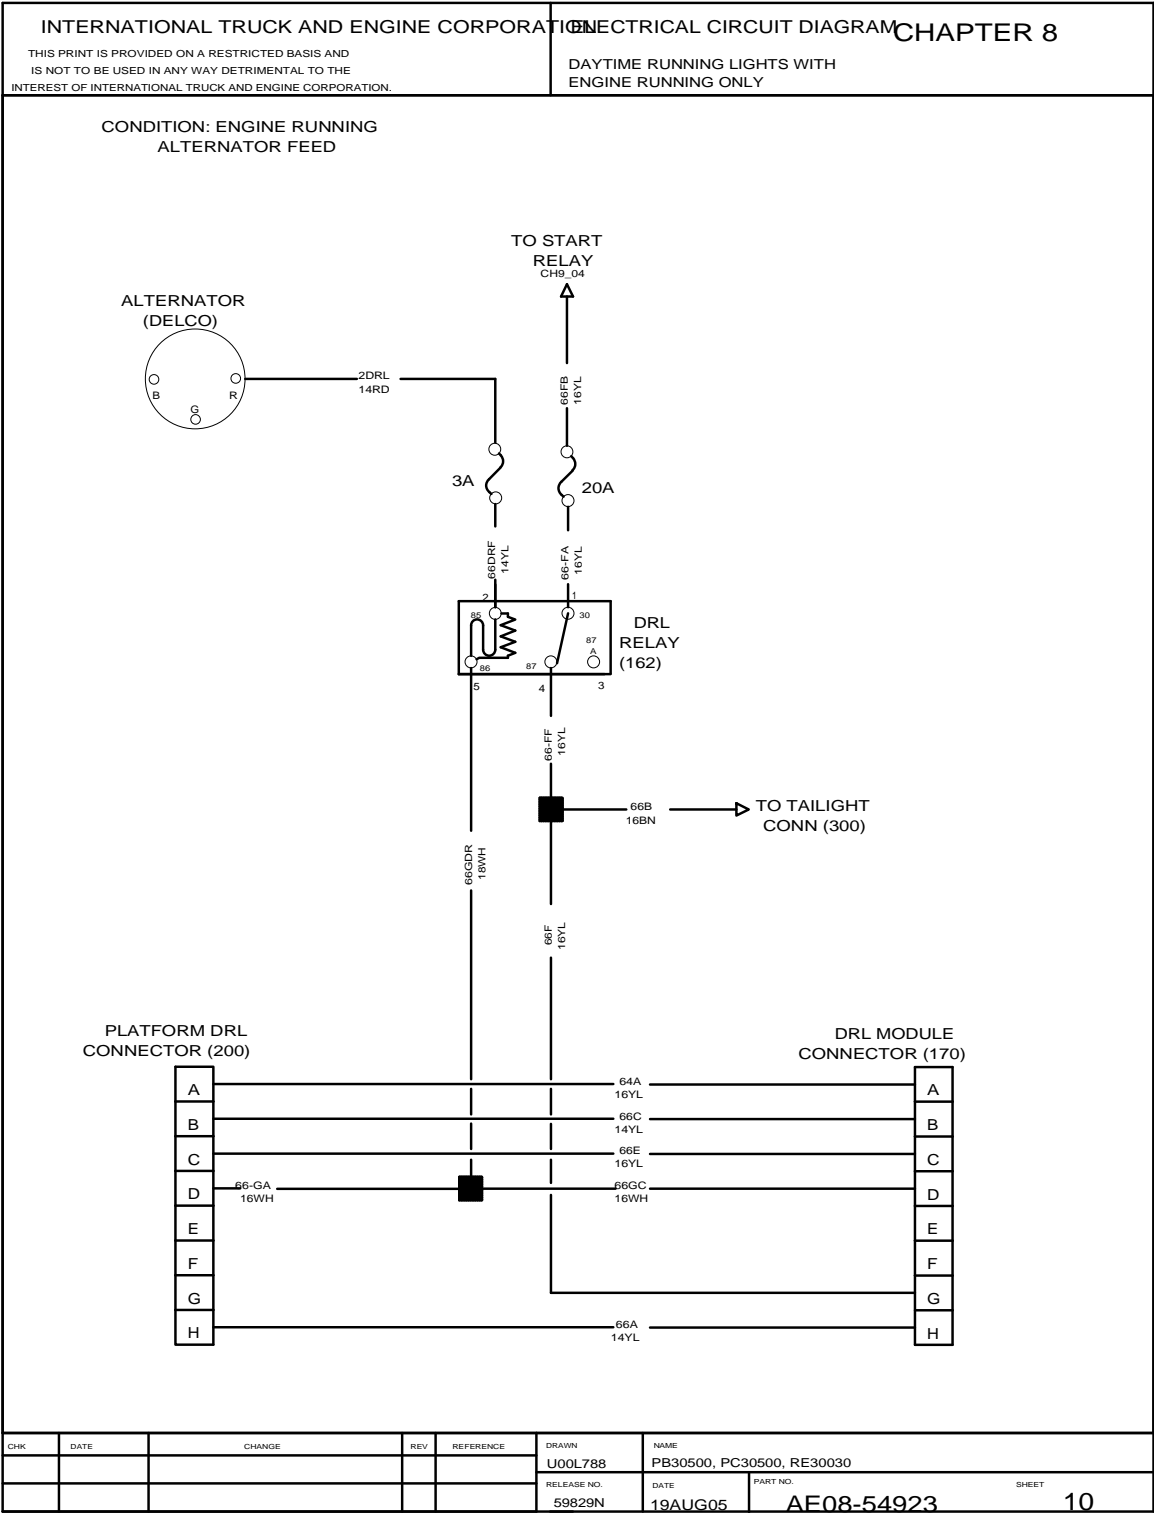 INTERNATIONAL TRUCK AND ENGINE CORPORATION
THIS PRINT IS PROVIDED ON A RESTRICTED BASIS AND
IS NOT TO BE USED IN ANY WAY DETRIMENTAL TO THE
INTEREST OF INTERNATIONAL TRUCK AND ENGINE CORPORATION.
ELECTRICAL CIRCUIT DIAGRAM
CHAPTER 8
DAYTIME RUNNING LIGHTS WITH
ENGINE RUNNING ONLY
CONDITION: ENGINE RUNNING
ALTERNATOR FEED
TO START
RELAY
CH9_04
ALTERNATOR
(DELCO)
B
R
G
2DRL
14RD
66FB
16YL
3A
20A
66DRF
14YL
66-FA
16YL
2
1
85
30
87
A
86
87
5
4
3
DRL
RELAY
(162)
66-FF
16YL
66B
16BN
TO TAILIGHT
CONN (300)
66GDR
18WH
66F
16YL
PLATFORM DRL
CONNECTOR (200)
DRL MODULE
CONNECTOR (170)
A
64A
16YL
A
B
66C
14YL
B
C
66E
16YL
C
D
66-GA
16WH
66GC
16WH
D
E
E
F
F
G
G
H
66A
14YL
H
CHK
DATE
CHANGE
REV
REFERENCE
DRAWN
U00L788
NAME
PB30500, PC30500, RE30030
RELEASE NO.
59829N
DATE
19AUG05
PART NO.
AE08-54923
SHEET
10